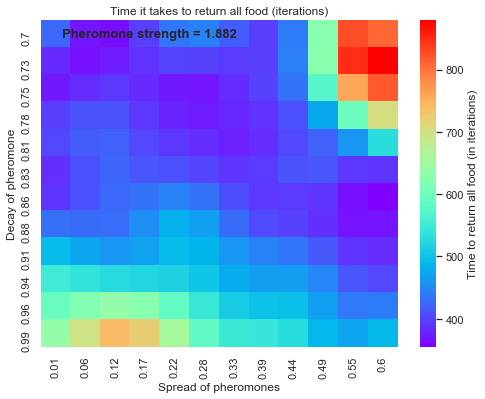 Time it takes to return all food (iterations)
Pheromone strength = 1.882
Decay of pheromone
0.7
0.73
0.75
0.78
0.81
0.83
0.86
0.88
0.91
0.94
0.96
0.99
0.01 0.06 0.12 0.17 0.22 0.28 0.33 0.39 0.44 0.49 0.55 0.6
Spread of pheromones
800
700
600
500
400
Time to return all food (in iterations)